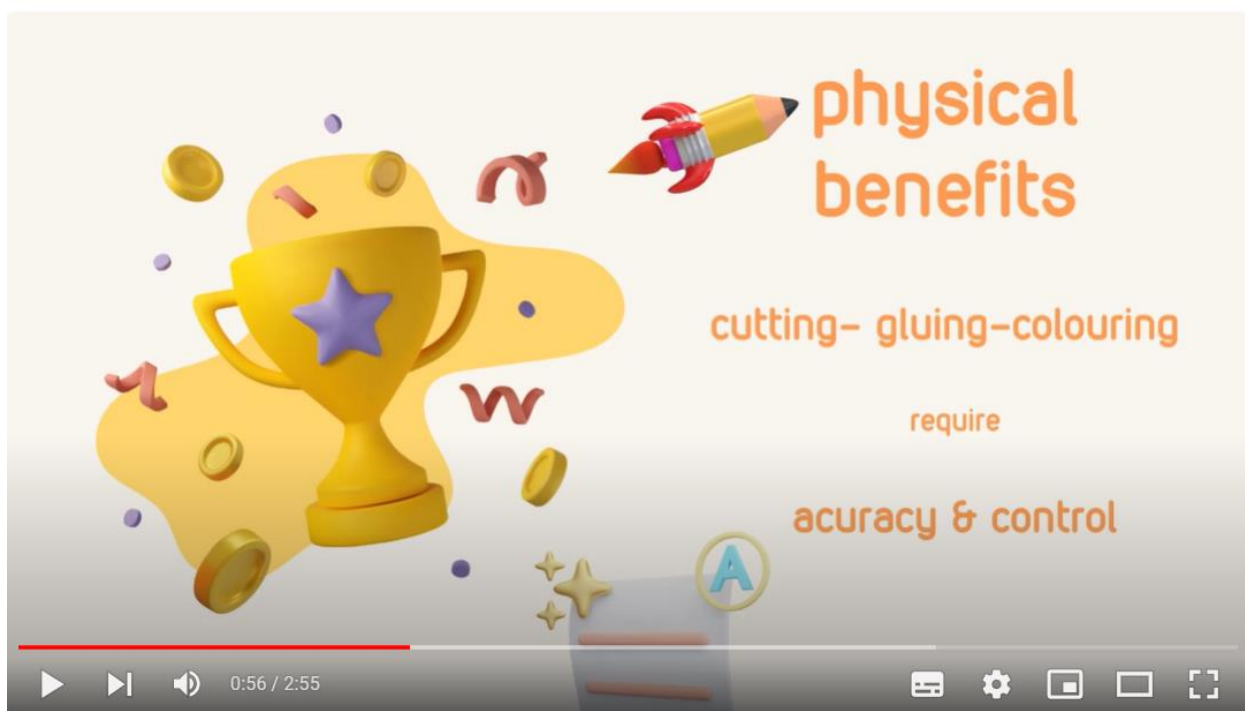 physical
benefits
cutting- gluing-colouring
require
acuracy & control
A
0:56 / 2:55